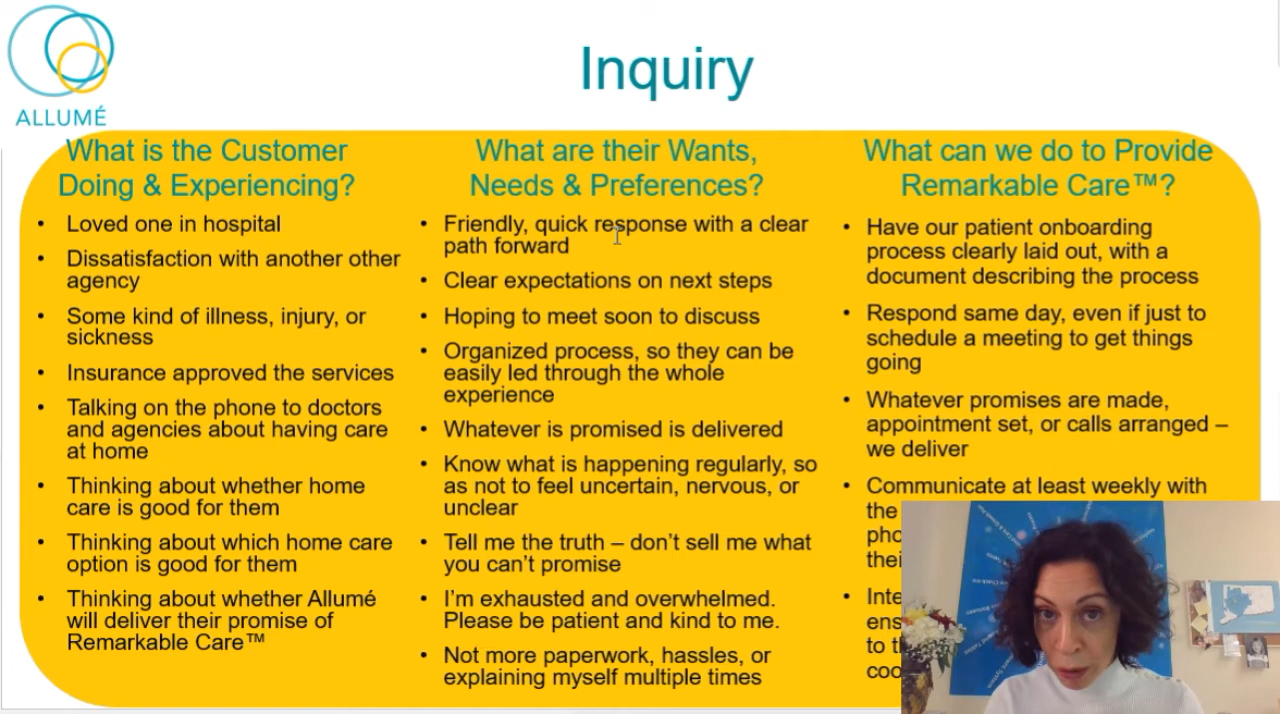 ALLUMÉ
Inquiry
What is the Customer
Doing & Experiencing?
• Loved one in hospital
• Dissatisfaction with another other
agency
• Some kind of illness, injury, or
sickness
• Insurance approved the services
• Talking on the phone to doctors
and agencies about having care
at home
• Thinking about whether home
care is good for them
• Thinking about which home care
option is good for them
• Thinking about whether Allumé
will deliver their promise of
Remarkable Care™
What are their Wants,
Needs & Preferences?
• Friendly, quick response with a clear
path forward
• Clear expectations on next steps
• Hoping to meet soon to discuss
• Organized process, so they can be
easily led through the whole
experience
• Whatever is promised is delivered
• Know what is happening regularly, so
as not to feel uncertain, nervous, or
unclear
• Tell me the truth – don’t sell me what
you can’t promise
• I’m exhausted and overwhelmed.
Please be patient and kind to me.
• Not more paperwork, hassles, or
explaining myself multiple times
What can we do to Provide
Remarkable Care™?
• Have our patient onboarding
process clearly laid out, with a
document describing the process
• Respond same day, even if just to
schedule a meeting to get things
going
• Whatever promises are made,
appointment set, or calls arranged –
we deliver
• Communicate at least weekly with
the